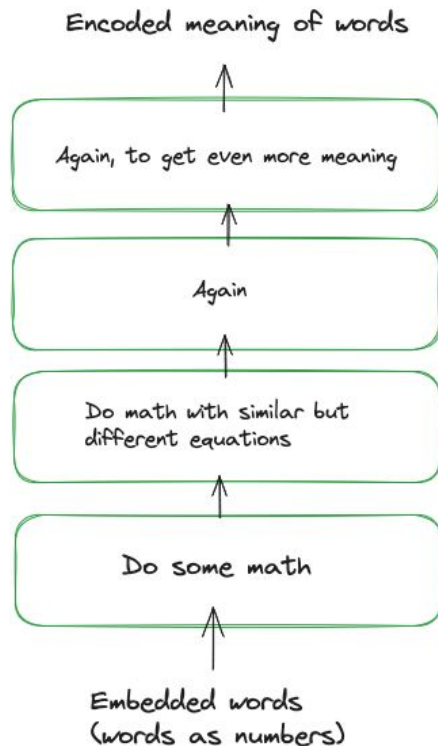 Encoded meaning of words
Again, to get even more meaning
Again
Do math with similar but
different equations
Do some math
Embedded words
(words as numbers)